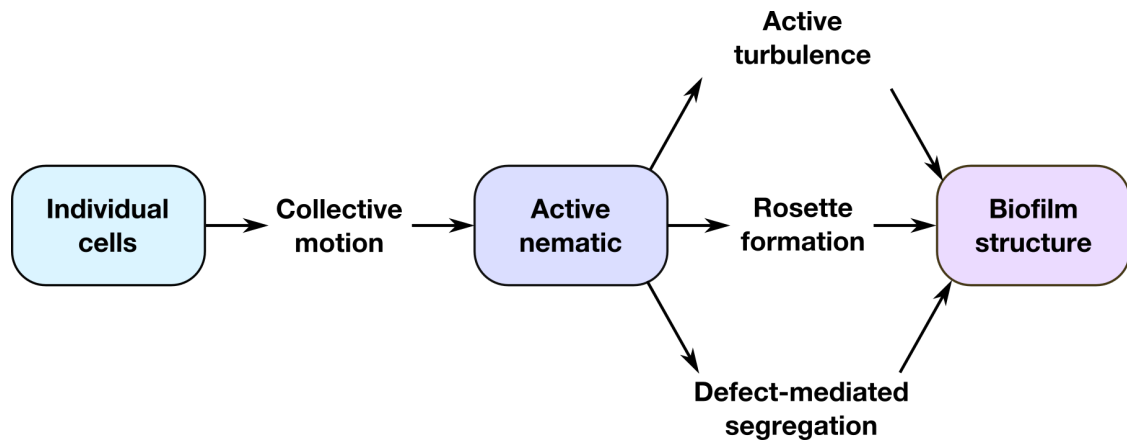 Individual
cells
Collective
motion
Active
nematic
Active
turbulence
Rosette
formation
Defect-mediated
segregation
Biofilm
structure